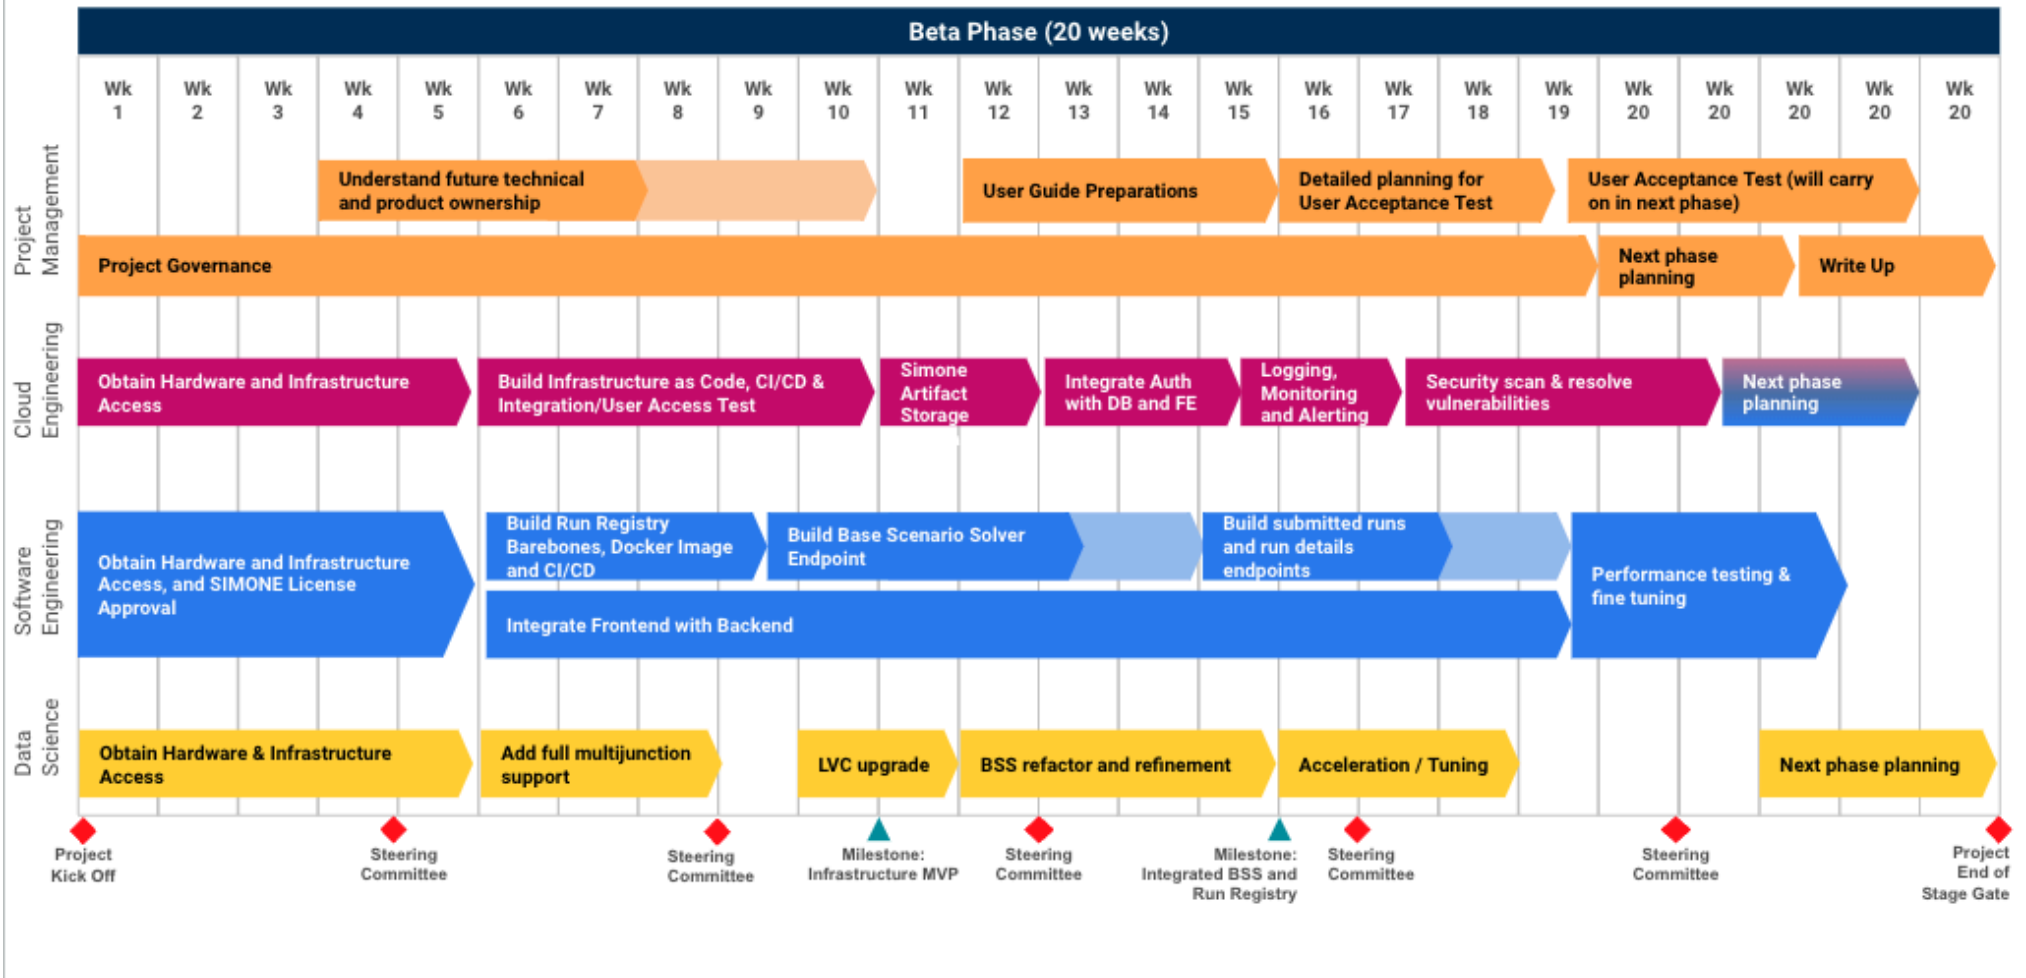 Beta Phase (20 weeks)
Wk 1
Wk 2
Wk 3
Wk 4
Wk 5
Wk 6
Wk 7
Wk 8
Wk 9
Wk 10
Wk 11
Wk 12
Wk 13
Wk 14
Wk 15
Wk 16
Wk 17
Wk 18
Wk 19
Wk 20
Wk 20
Wk 20
Wk 20
Wk 20
Project
Management
Understand future technical
and product ownership
User Guide Preparations
Detailed planning for
User Acceptance Test
User Acceptance Test (will carry
on in next phase)
Project Governance
Next phase
planning
Write Up
Cloud
Engineering
Obtain Hardware and Infrastructure
Access
Build Infrastructure as Code, CI/CD &
Integration/User Access Test
Simone
Artifact
Storage
Integrate Auth
with DB and FE
Logging,
Monitoring
and Alerting
Security scan & resolve
vulnerabilities
Next phase
planning
Software
Engineering
Obtain Hardware and Infrastructure
Access, and SIMONE License
Approval
Build Run Registry
Barebones, Docker Image
and CI/CD
Build Base Scenario Solver
Endpoint
Build submitted runs
and run details
endpoints
Integrate Frontend with Backend
Performance testing &
fine tuning
Data
Science
Obtain Hardware & Infrastructure
Access
Add full multijunction
support
LVC upgrade
BSS refactor and refinement
Acceleration / Tuning
Next phase planning
Project
Kick Off
Steering
Committee
Steering
Committee
Milestone:
Infrastructure MVP
Steering
Committee
Milestone:
Integrated BSS and
Run Registry
Steering
Committee
Steering
Committee
Project
End of
Stage Gate